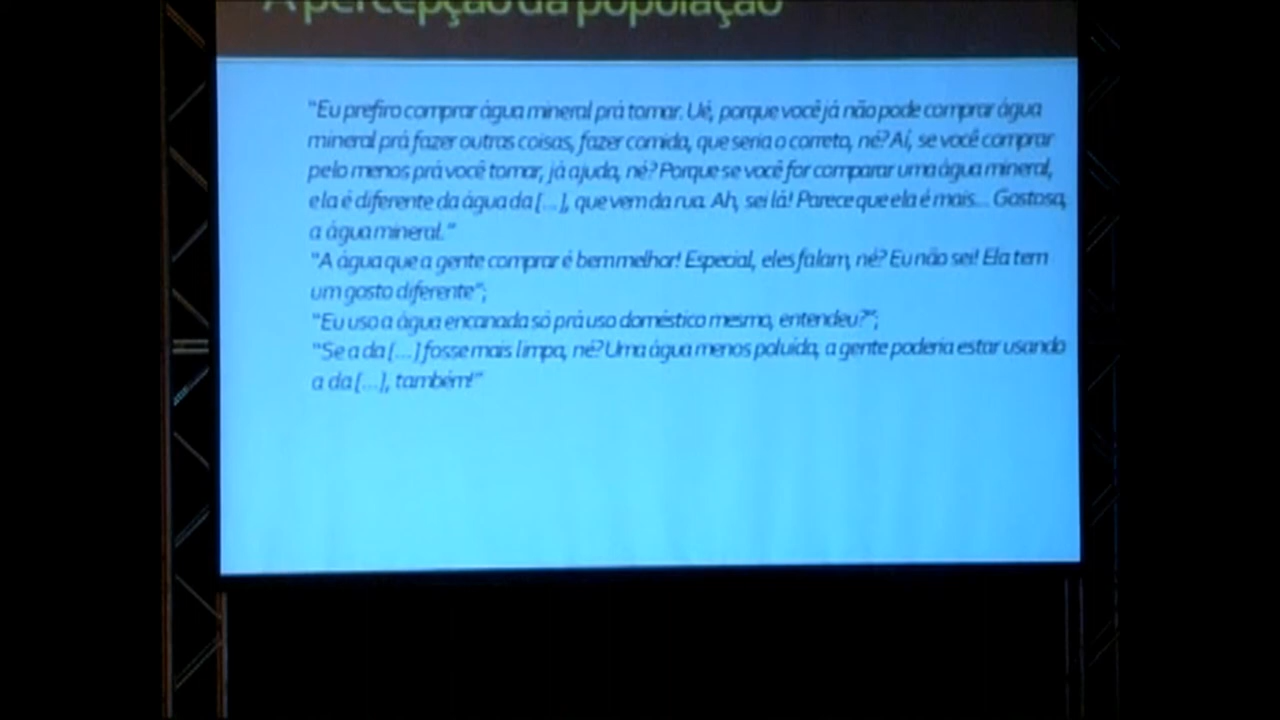 A percepção da população
"Eu prefiro comprar água mineral prá tomar. Ué, porque você já não pode comprar água
mineral prá fazer outras coisas, fazer comida, que seria o correto, né? Aí, se você comprar
pelo menos prá você tomar, já ajuda, né? Porque se você for comparar uma água mineral,
ela é diferente da água da [...], que vem da rua. Ah, sei lá! Parece que ela é mais... Gostosa,
a água mineral."
"A água que a gente comprar é bem melhor! Especial, eles falam, né? Eu não sei! Ela tem
um gosto diferente";
"Eu uso a água encanada só prá uso doméstico mesmo, entendeu?";
"Se a da [...] fosse mais limpa, né? Uma água menos poluída, a gente poderia estar usando
a da [...], também!"